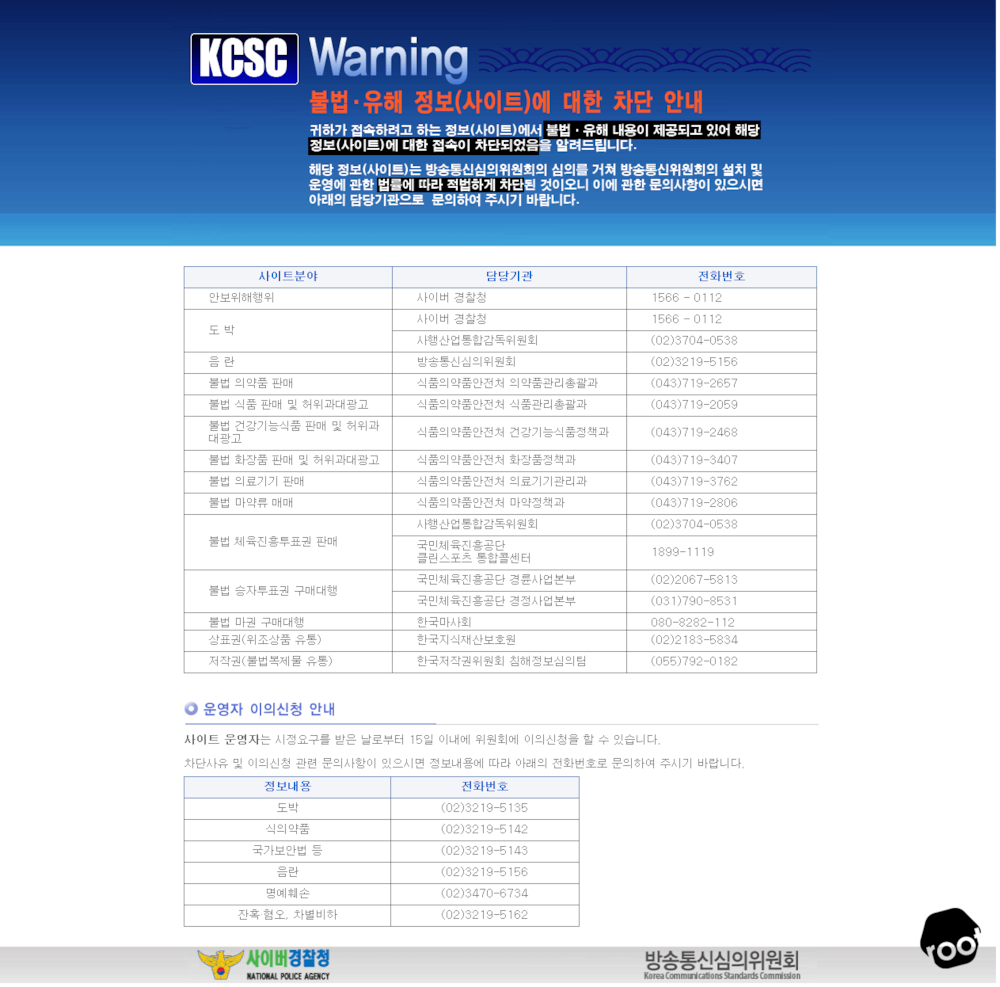 KCSC Warning
불법·유해 정보(사이트)에 대한 차단 안내
귀하가 접속하려고 하는 정보(사이트)에서 불법·유해 내용이 제공되고 있어 해당
정보(사이트)에 대한 접속이 차단되었음을 알려드립니다.
해당 정보(사이트)는 방송통신심의위원회의 심의를 거쳐 방송통신위원회의 설치 및
운영에 관한 법률에 따라 적법하게 차단된 것이오니 이에 관한 문의사항이 있으시면
아래의 담당기관으로 문의하여 주시기 바랍니다.
사이트분야 담당기관 전화번호
안보위해행위 사이버 경찰청 1566 - 0112
도 박 사이버 경찰청 1566 - 0112
사행산업통합감독위원회 (02)3704-0538
음 란 방송통신심의위원회 (02)3219-5156
불법 의약품 판매 식품의약품안전처 의약품관리총괄과 (043)719-2657
불법 식품 판매 및 허위과대광고 식품의약품안전처 식품관리총괄과 (043)719-2059
불법 건강기능식품 판매 및 허위과
대광고 식품의약품안전처 건강기능식품정책과 (043)719-2468
불법 화장품 판매 및 허위과대광고 식품의약품안전처 화장품정책과 (043)719-3407
불법 의료기기 판매 식품의약품안전처 의료기기관리과 (043)719-3762
불법 마약류 매매 식품의약품안전처 마약정책과 (043)719-2806
불법 체육진흥투표권 판매 사행산업통합감독위원회 (02)3704-0538
국민체육진흥공단
클린스포츠 통합콜센터 1899-1119
불법 승자투표권 구매대행 국민체육진흥공단 경륜사업본부 (02)2067-5813
국민체육진흥공단 경정사업본부 (031)790-8531
불법 마권 구매대행 한국마사회 080-8282-112
상표권(위조상품 유통) 한국지식재산보호원 (02)2183-5834
저작권(불법복제물 유통) 한국저작권위원회 침해정보심의팀 (055)792-0182
운영자 이의신청 안내
사이트 운영자는 시정요구를 받은 날로부터 15일 이내에 위원회에 이의신청을 할 수 있습니다.
차단사유 및 이의신청 관련 문의사항이 있으시면 정보내용에 따라 아래의 전화번호로 문의하여 주시기 바랍니다.
정보내용 전화번호
도박 (02)3219-5135
식의약품 (02)3219-5142
국가보안법 등 (02)3219-5143
음란 (02)3219-5156
명예훼손 (02)3470-6734
잔혹·혐오, 차별비하 (02)3219-5162
사이버경찰청
NATIONAL POLICE AGENCY
방송통신심의위원회
Korea Communications Standards Commission
root